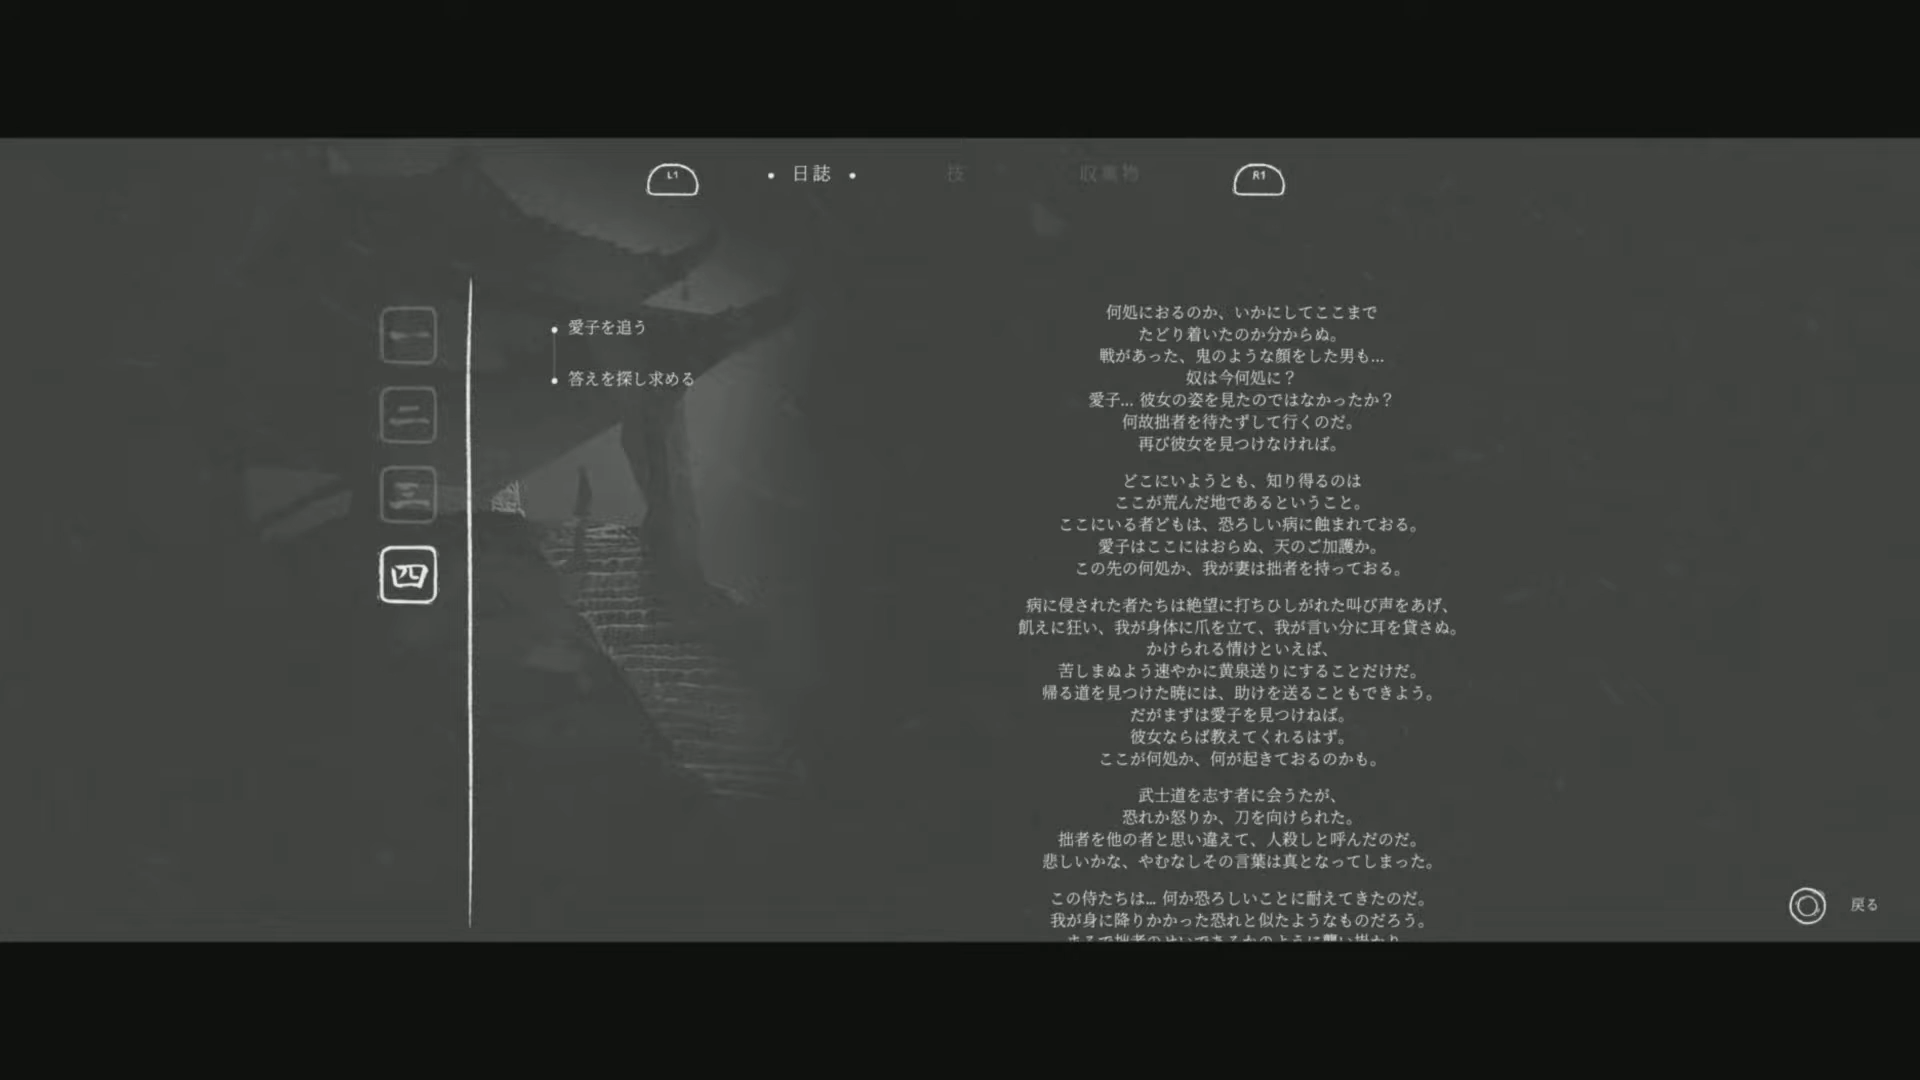 L1
日誌
技
収集物
R1
一
二
三
四
愛子を追う
答えを探し求める
何処におるのか、いかにしてここまで
たどり着いたのか分からぬ。
戦があった、鬼のような顔をした男も...
奴は今何処に？
愛子... 彼女の姿を見たのではなかったか？
何故拙者を待たずして行くのだ。
再び彼女を見つけなければ。
どこにいようとも、知り得るのは
ここが荒んだ地であるということ。
ここにいる者どもは、恐ろしい病に蝕まれておる。
愛子はここにはおらぬ、天のご加護か。
この先の何処か、我が妻は拙者を持っておる。
病に侵された者たちは絶望に打ちひしがれた叫び声をあげ、
飢えに狂い、我が身体に爪を立て、我が言い分に耳を貸さぬ。
かけられる情けといえば、
苦しまぬよう速やかに黄泉送りにすることだけだ。
帰る道を見つけた暁には、助けを送ることもできよう。
だがまずは愛子を見つけねば。
彼女ならば教えてくれるはず。
ここが何処か、何が起きておるのかも。
武士道を志す者に会うたが、
恐れか怒りか、刀を向けられた。
拙者を他の者と思い違えて、人殺しと呼んだのだ。
悲しいかな、やむなしその言葉は真となってしまった。
この侍たちは... 何か恐ろしいことに耐えてきたのだ。
我が身に降りかかった恐れと似たようなものだろう。
戻る